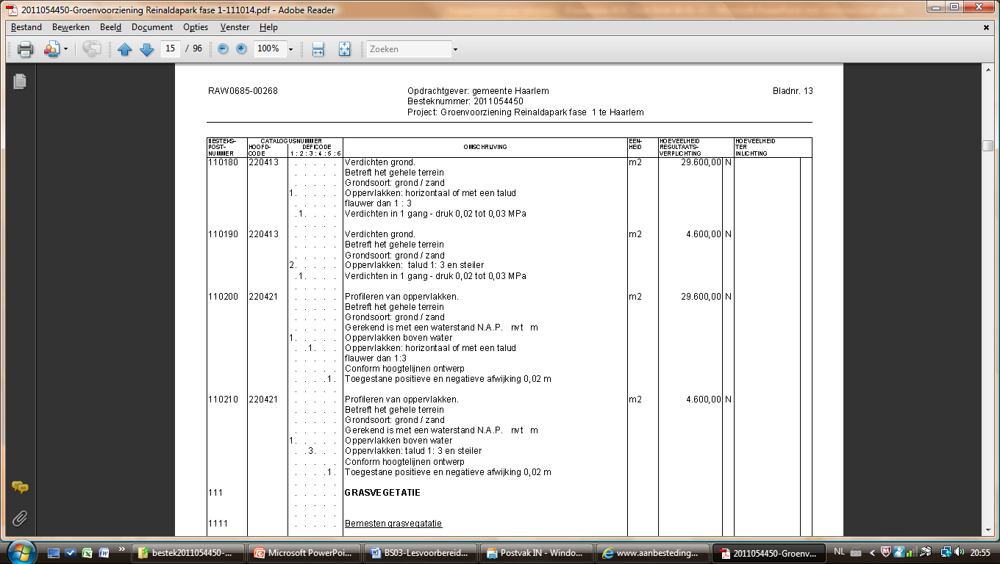 2011054450-Groenvoorziening Reinaldapark fase 1-111014.pdf - Adobe Reader
Bestand Bewerken Beeld Document Opties Venster Help
15 / 96 100% Zoeken
RAW0685-00268 Opdrachtgever: gemeente Haarlem Bladnr. 13
Besteknummer: 2011054450
Project: Groenvoorziening Reinaldapark fase 1 te Haarlem
BESTEKS- CATALOGUSNUMMER EEN- HOEVEELHEID HOEVEELHEID
POST- HOOFD- DEFICODE OMSCHRIJVING HEID RESULTAATS- TER
NUMMER CODE 1 : 2 : 3 : 4 : 5 : 6 VERPLICHTING INLICHTING
110180 220413 . . . . . Verdichten grond. m2 29.600,00 N
. . . . . Betreft het gehele terrein
. . . . . Grondsoort: grond / zand
1. . . . . Oppervlakken: horizontaal of met een talud
. . . . . flauwer dan 1 : 3
.1. . . . Verdichten in 1 gang - druk 0,02 tot 0,03 MPa
. . . . .
110190 220413 . . . . . Verdichten grond. m2 4.600,00 N
. . . . . Betreft het gehele terrein
. . . . . Grondsoort: grond / zand
2. . . . . Oppervlakken: talud 1: 3 en steiler
.1. . . . Verdichten in 1 gang - druk 0,02 tot 0,03 MPa
. . . . .
110200 220421 . . . . . Profileren van oppervlakken. m2 29.600,00 N
. . . . . Betreft het gehele terrein
. . . . . Grondsoort: grond / zand
. . . . . Gerekend is met een waterstand N.A.P. nvt m
1. . . . . Oppervlakken boven water
. .1. . . Oppervlakken: horizontaal of met een talud
. . . . . flauwer dan 1:3
. . . . . Conform hoogtelijnen ontwerp
. . . .1. Toegestane positieve en negatieve afwijking 0,02 m
. . . . .
110210 220421 . . . . . Profileren van oppervlakken. m2 4.600,00 N
. . . . . Betreft het gehele terrein
. . . . . Grondsoort: grond / zand
. . . . . Gerekend is met een waterstand N.A.P. nvt m
1. . . . . Oppervlakken boven water
. .3. . . Oppervlakken: talud 1: 3 en steiler
. . . . . Conform hoogtelijnen ontwerp
. . . .1. Toegestane positieve en negatieve afwijking 0,02 m
. . . . .
111 . . . . . GRASVEGETATIE
. . . . .
. . . . .
1111 . . . . . Bemesten grasvegatatie
bestek2011054450-... Microsoft PowerPoi... BS03-Lesvoorbereid... Postvak IN - Windo... www.aanbesteding... 2011054450-Groenv... NL 20:55